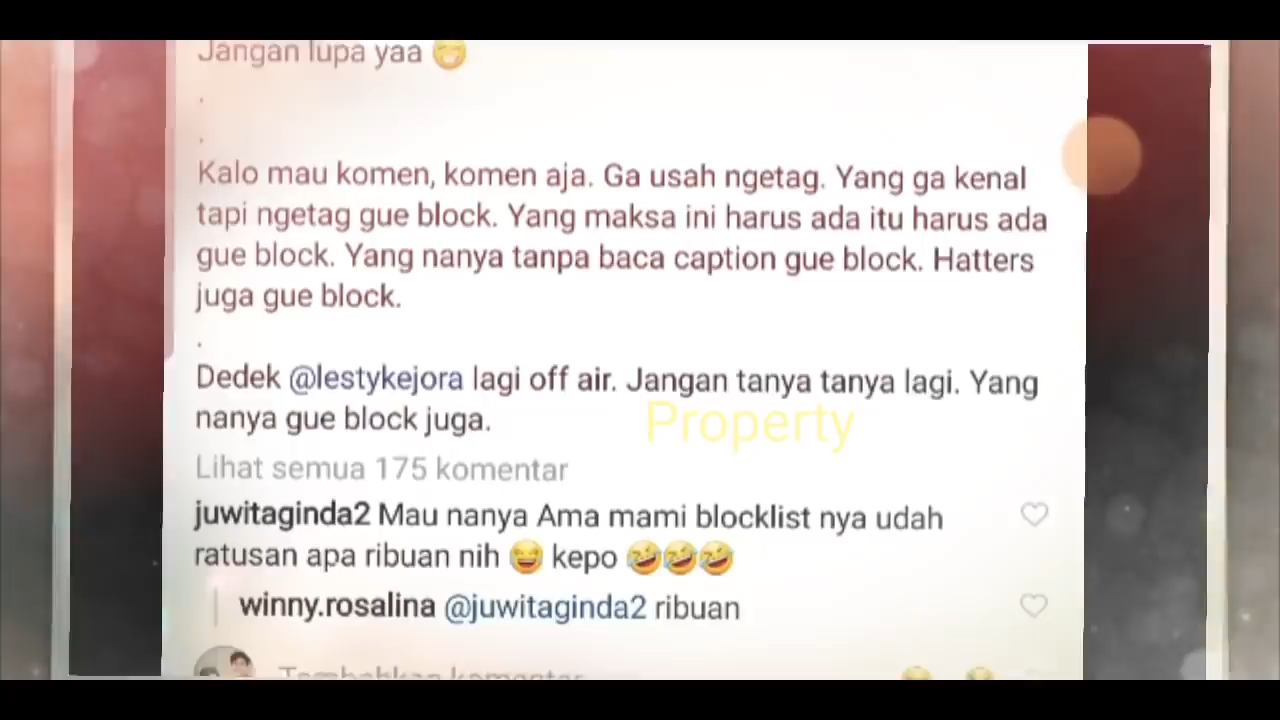 Jangan lupa yaa 😁
.
.
Kalo mau komen, komen aja. Ga usah ngetag. Yang ga kenal
tapi ngetag gue block. Yang maksa ini harus ada itu harus ada
gue block. Yang nanya tanpa baca caption gue block. Hatters
juga gue block.
.
Dedek @lestykejora lagi off air. Jangan tanya tanya lagi. Yang
nanya gue block juga.
Property
Lihat semua 175 komentar
juwitaginda2 Mau nanya Ama mami blocklist nya udah
ratusan apa ribuan nih 😂 kepo 🤣🤣🤣
winny.rosalina @juwitaginda2 ribuan
Tambahkan komentar